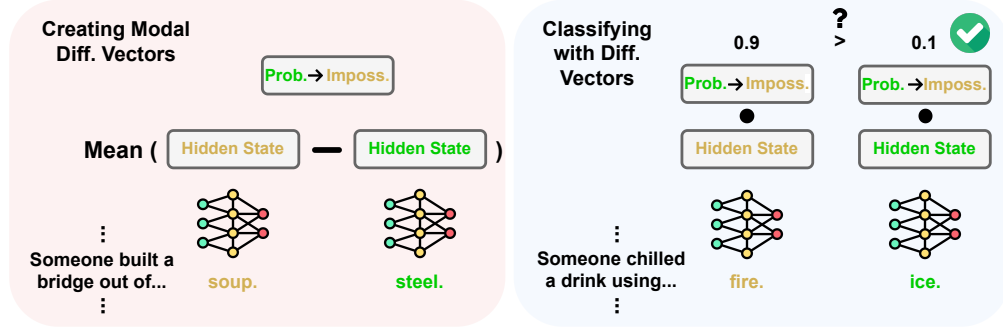 Creating Modal
Diff. Vectors
Prob.→Imposs.
Mean ( Hidden State − Hidden State )
⋮
Someone built a
bridge out of...
⋮
soup.
steel.
Classifying
with Diff.
Vectors
?
0.9 > 0.1
Prob.→Imposs.
Prob.→Imposs.
Hidden State
Hidden State
⋮
Someone chilled
a drink using...
⋮
fire.
ice.